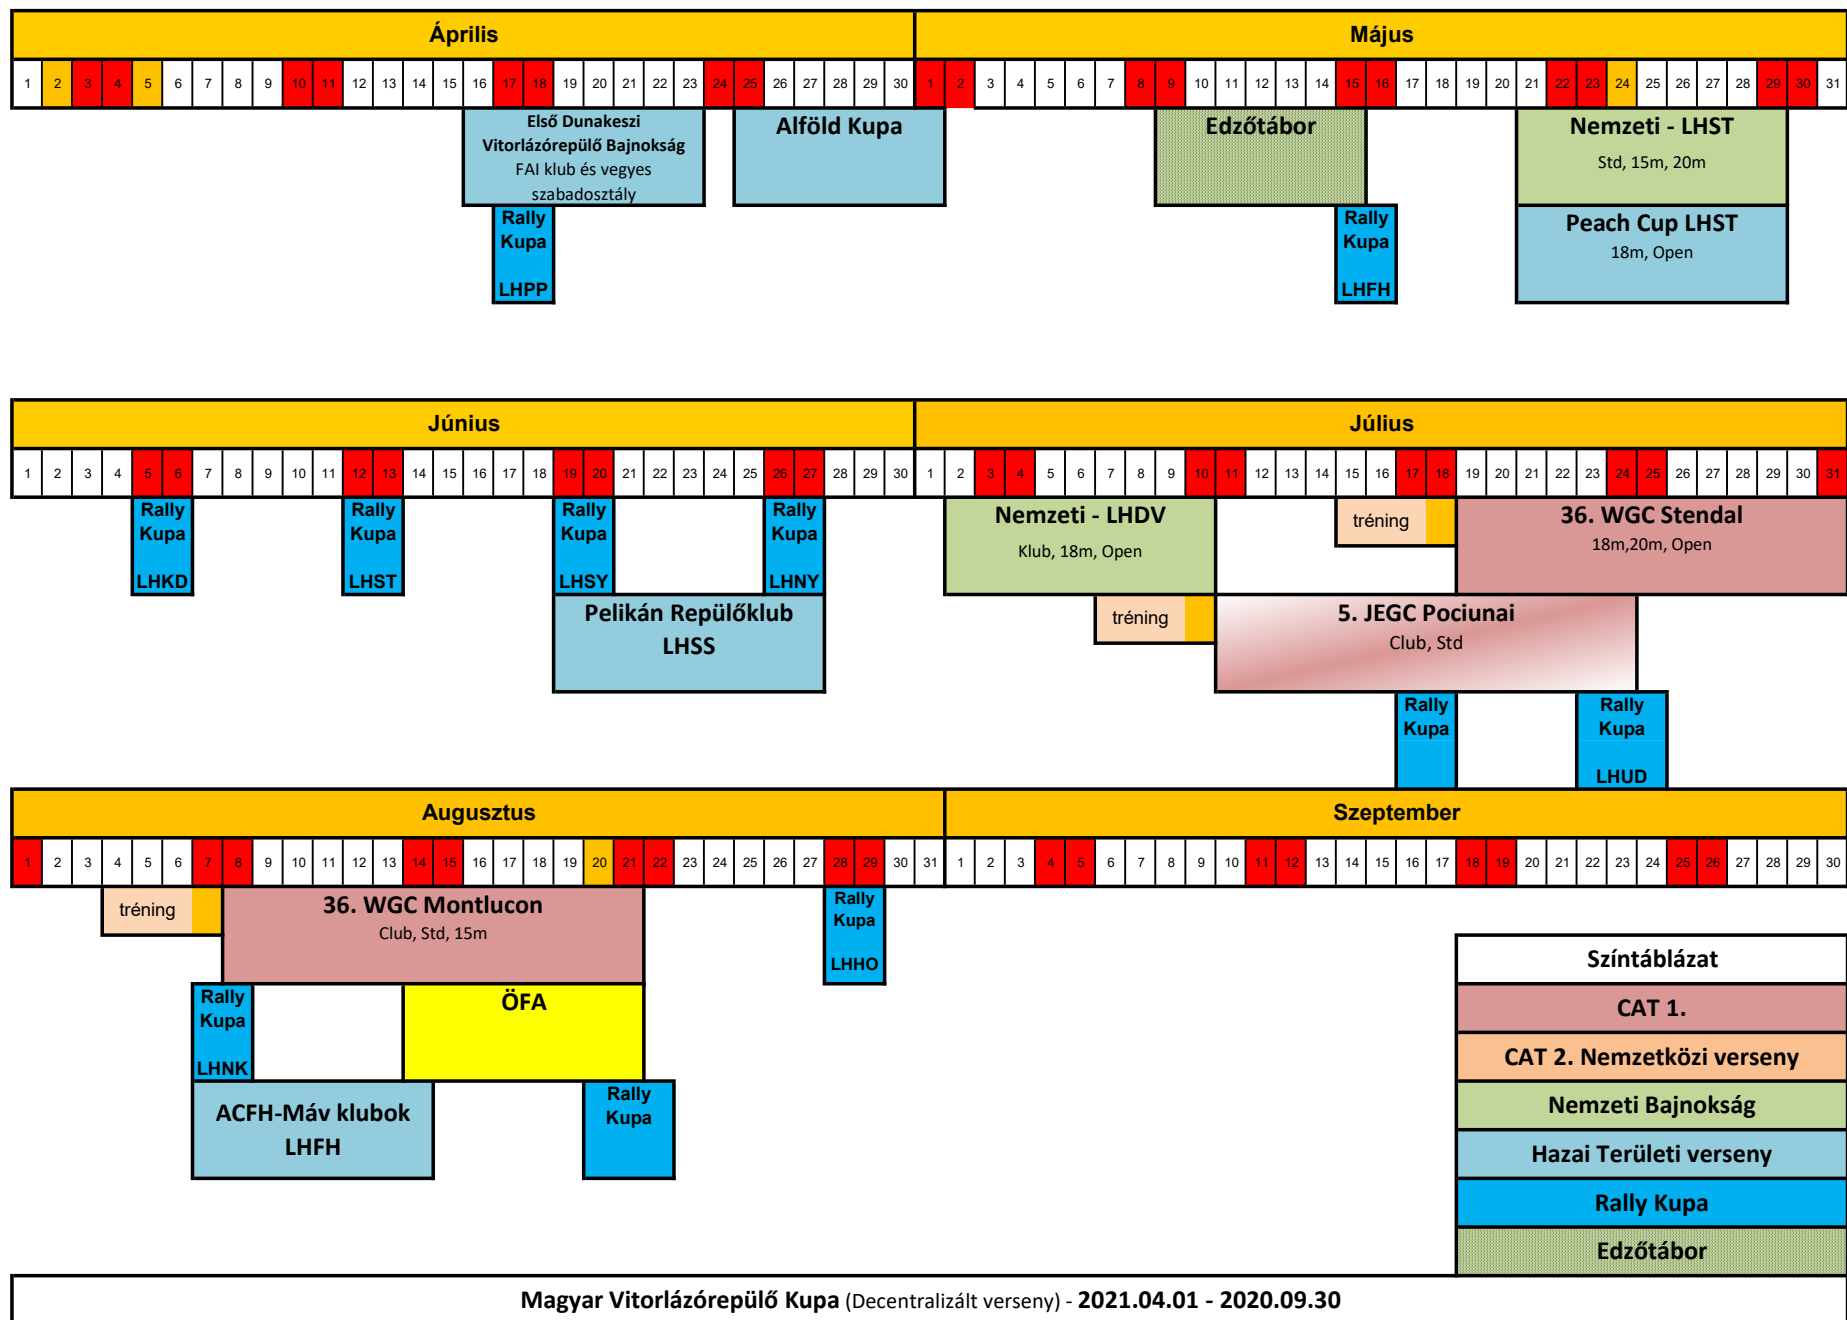 Április Május
1 2 3 4 5 6 7 8 9 10 11 12 13 14 15 16 17 18 19 20 21 22 23 24 25 26 27 28 29 30 1 2 3 4 5 6 7 8 9 10 11 12 13 14 15 16 17 18 19 20 21 22 23 24 25 26 27 28 29 30 31
Első Dunakeszi
Vitorlázórepülő Bajnokság
FAI klub és vegyes
szabadosztály
Alföld Kupa
Edzőtábor
Nemzeti - LHST
Std, 15m, 20m
Rally
Kupa
LHPP
Rally
Kupa
LHFH
Peach Cup LHST
18m, Open
Június Július
1 2 3 4 5 6 7 8 9 10 11 12 13 14 15 16 17 18 19 20 21 22 23 24 25 26 27 28 29 30 1 2 3 4 5 6 7 8 9 10 11 12 13 14 15 16 17 18 19 20 21 22 23 24 25 26 27 28 29 30 31
Rally
Kupa
LHKD
Rally
Kupa
LHST
Rally
Kupa
LHSY
Rally
Kupa
LHNY
Nemzeti - LHDV
Klub, 18m, Open
tréning
36. WGC Stendal
18m,20m, Open
Pelikán Repülőklub
LHSS
tréning
5. JEGC Pociunai
Club, Std
Rally
Kupa
Rally
Kupa
LHUD
Augusztus Szeptember
1 2 3 4 5 6 7 8 9 10 11 12 13 14 15 16 17 18 19 20 21 22 23 24 25 26 27 28 29 30 31 1 2 3 4 5 6 7 8 9 10 11 12 13 14 15 16 17 18 19 20 21 22 23 24 25 26 27 28 29 30
tréning
36. WGC Montlucon
Club, Std, 15m
Rally
Kupa
LHHO
Rally
Kupa
LHNK
ÖFA
ACFH-Máv klubok
LHFH
Rally
Kupa
Színtáblázat
CAT 1.
CAT 2. Nemzetközi verseny
Nemzeti Bajnokság
Hazai Területi verseny
Rally Kupa
Edzőtábor
Magyar Vitorlázórepülő Kupa (Decentralizált verseny) - 2021.04.01 - 2020.09.30